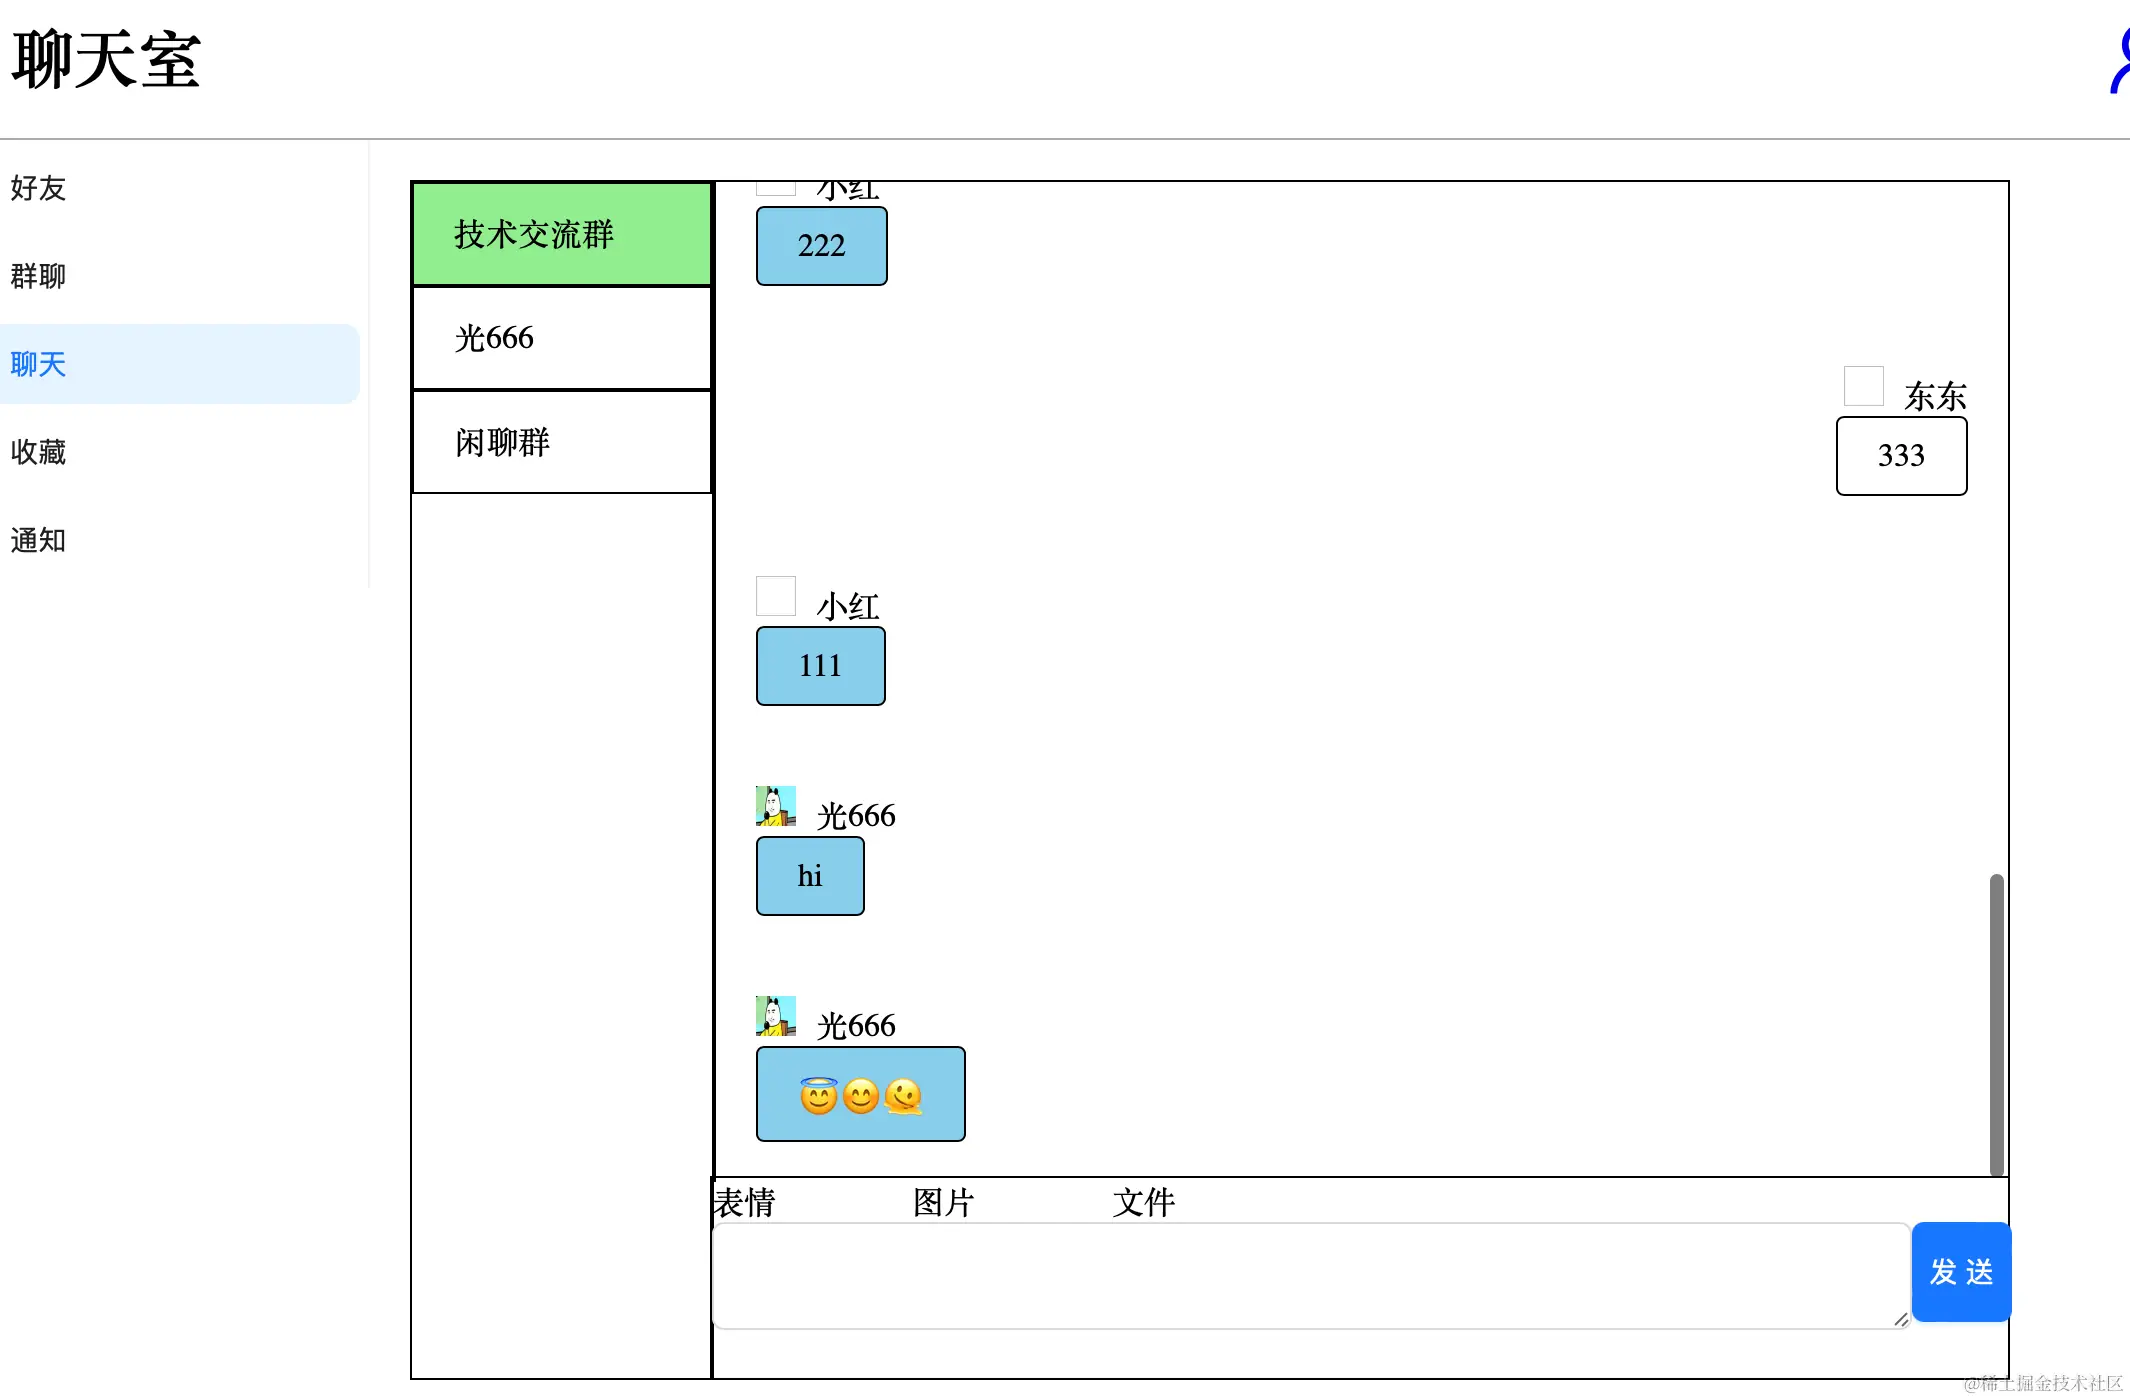 聊天室
好友
群聊
聊天
收藏
通知
技术交流群
光666
闲聊群
小红
222
东东
333
小红
111
光666
hi
光666
😇😊🫠
表情 图片 文件
发 送
@稀土掘金技术社区